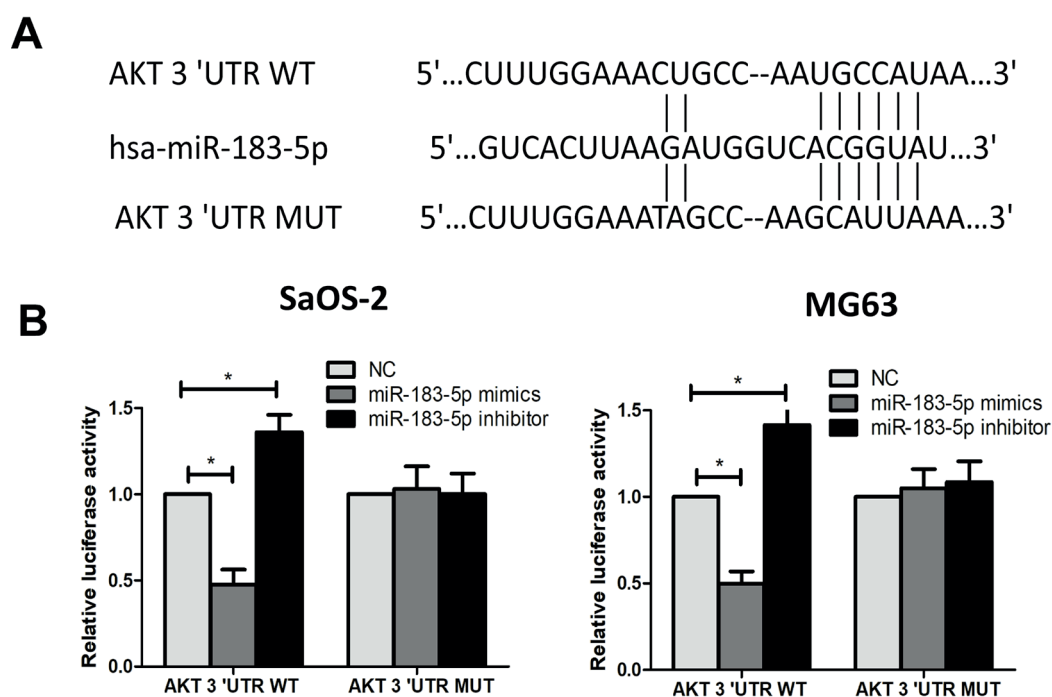 A
AKT 3 'UTR WT 5'...CUUUGGAAACUGCC--AAUGCCAUAA...3'
hsa-miR-183-5p 5'...GUCACUUAAGAUGGUCACGGUAU...3'
AKT 3 'UTR MUT 5'...CUUUGGAAATAGCC--AAGCAUUAAA...3'
B
SaOS-2
NC
miR-183-5p mimics
miR-183-5p inhibitor
*
*
Relative luciferase activity
1.5
1.0
0.5
0.0
AKT 3 'UTR WT AKT 3 'UTR MUT
MG63
NC
miR-183-5p mimics
miR-183-5p inhibitor
*
*
Relative luciferase activity
1.5
1.0
0.5
0.0
AKT 3 'UTR WT AKT 3 'UTR MUT